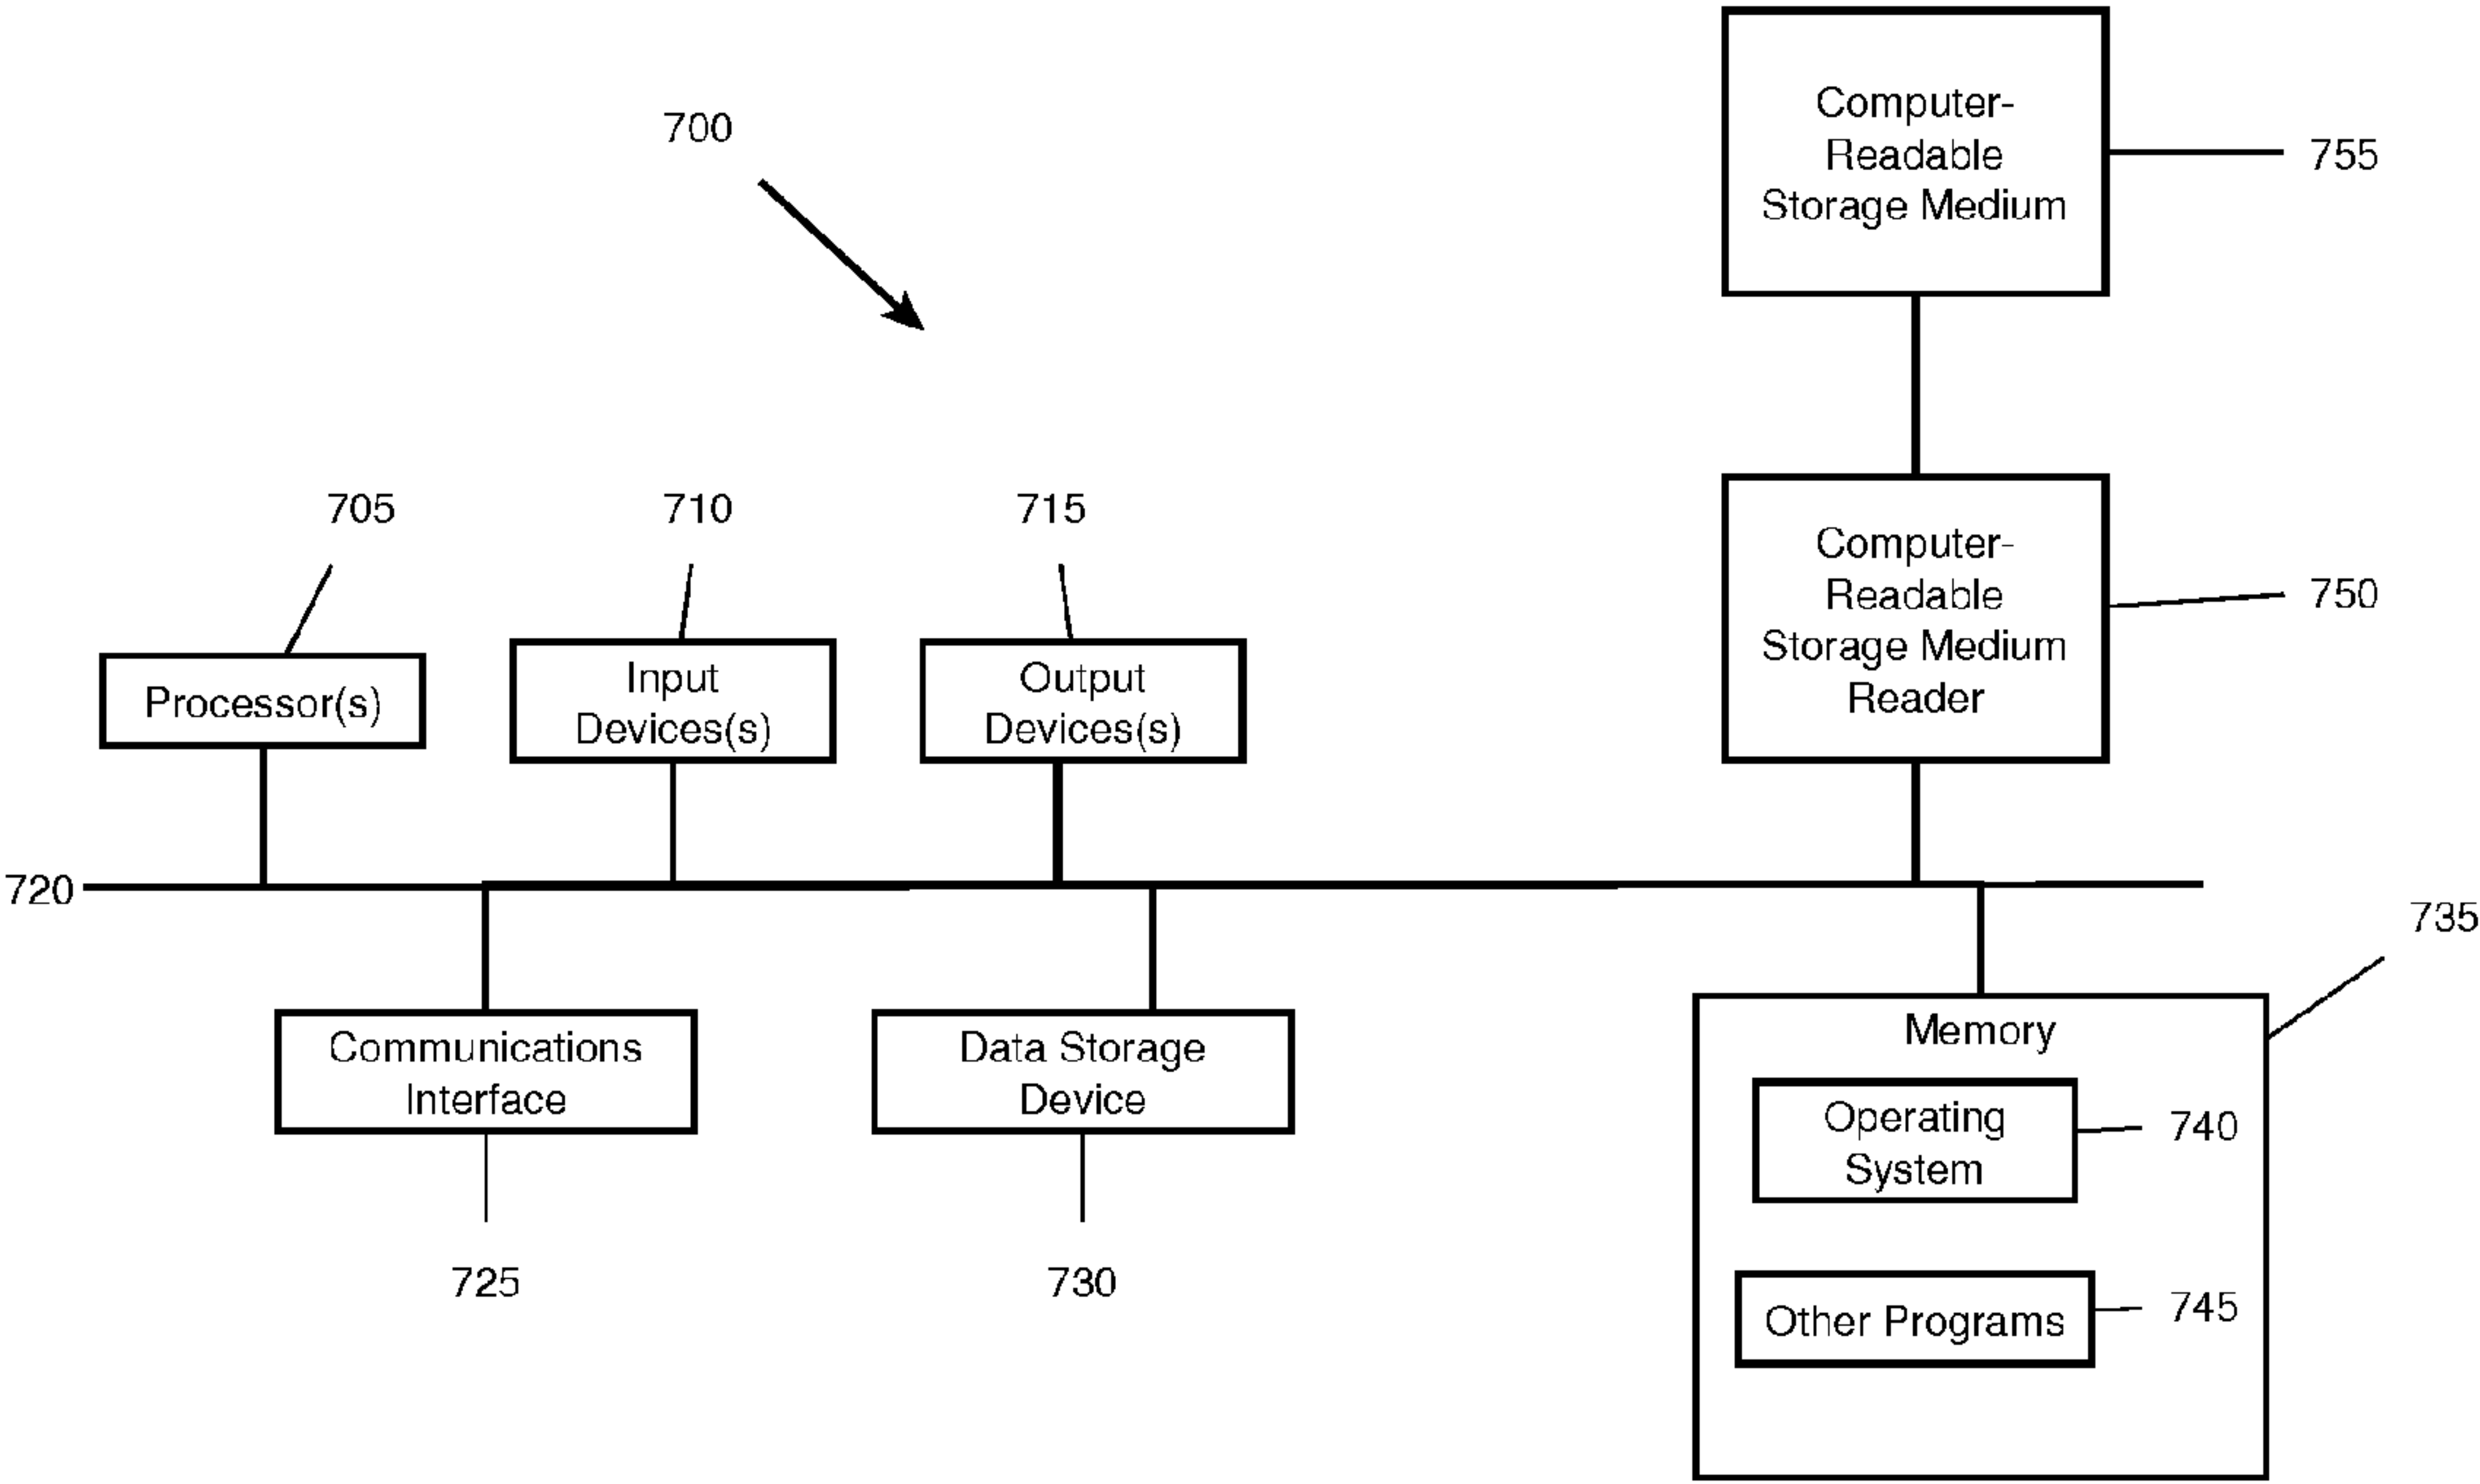 700
Computer-
Readable
Storage Medium
755
705
710
715
Computer-
Readable
Storage Medium
Reader
750
Processor(s)
Input
Devices(s)
Output
Devices(s)
720
735
Communications
Interface
Data Storage
Device
Memory
Operating
System
740
725
730
Other Programs
745